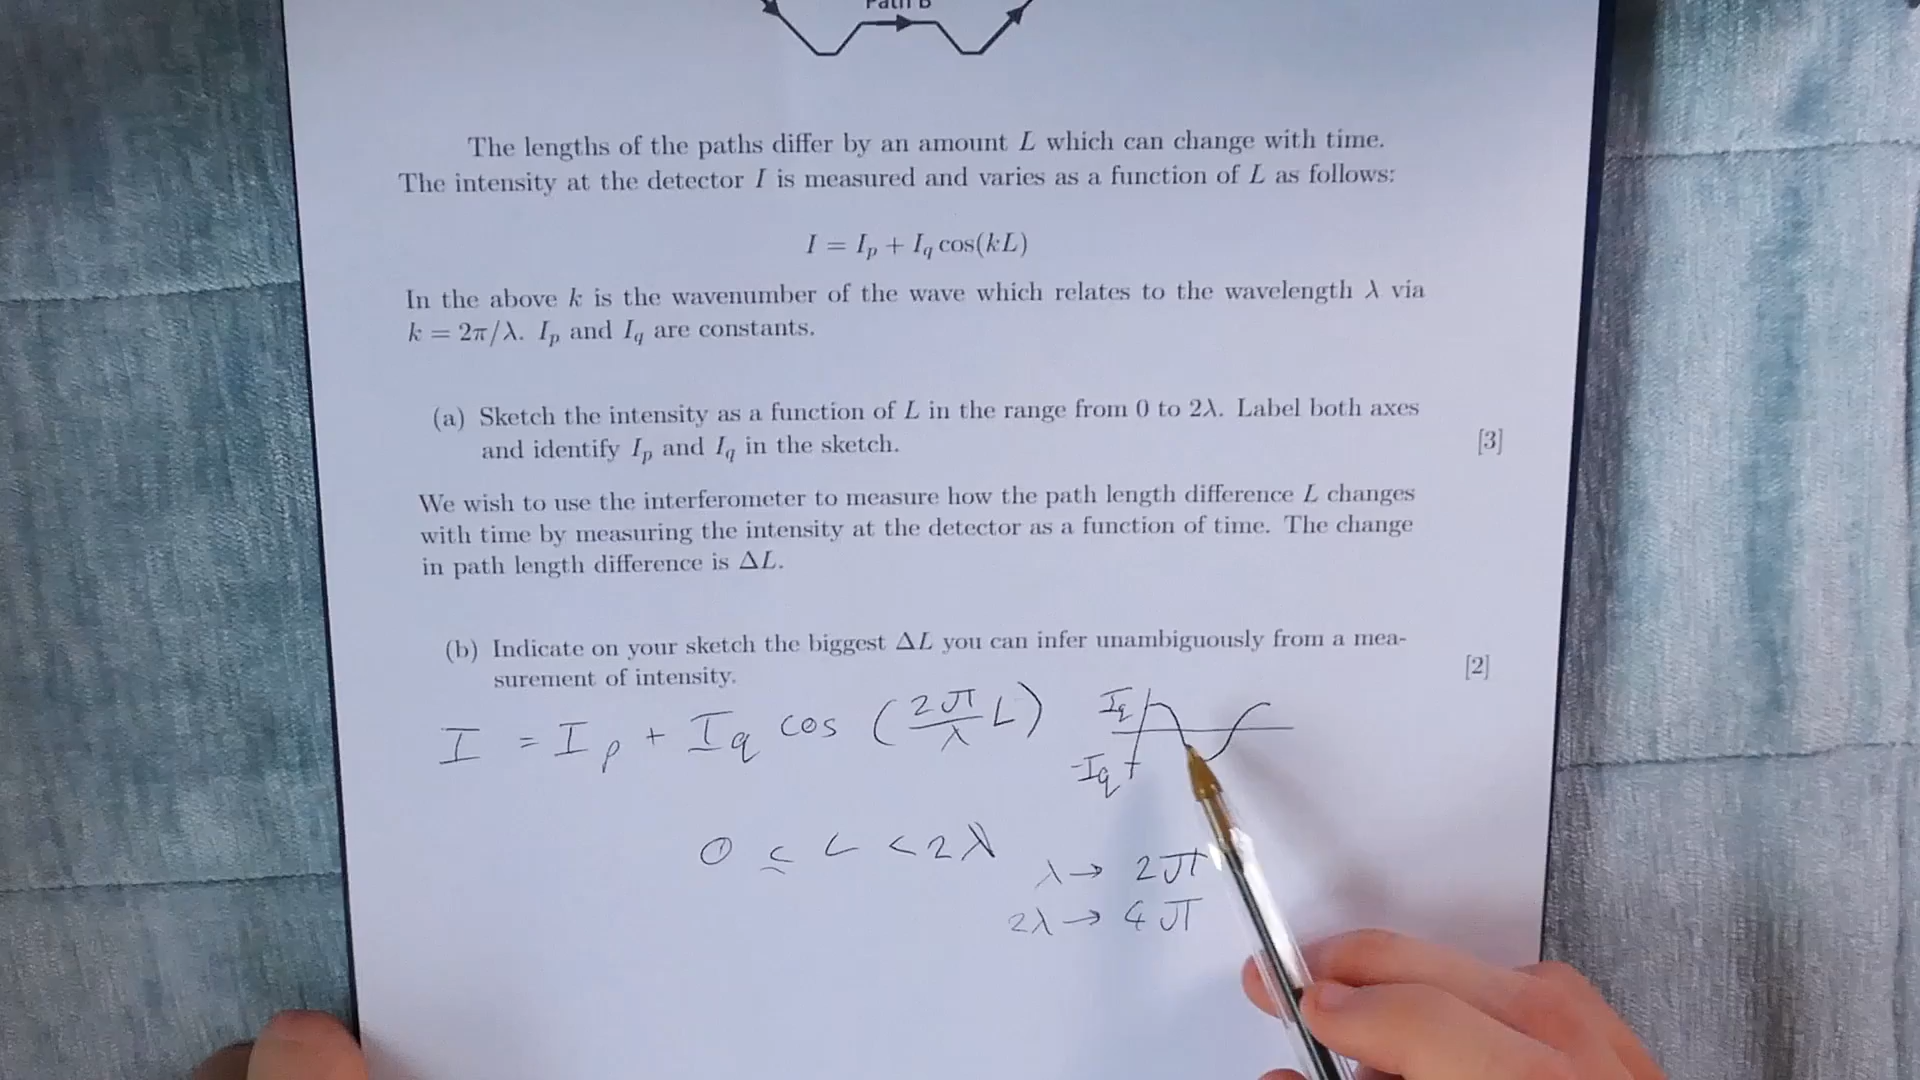 Path B
The lengths of the paths differ by an amount L which can change with time.
The intensity at the detector I is measured and varies as a function of L as follows:
I = Iₚ + I_q cos(kL)
In the above k is the wavenumber of the wave which relates to the wavelength λ via
k = 2π/λ. Iₚ and I_q are constants.
(a) Sketch the intensity as a function of L in the range from 0 to 2λ. Label both axes
and identify Iₚ and I_q in the sketch.
[3]
We wish to use the interferometer to measure how the path length difference L changes
with time by measuring the intensity at the detector as a function of time. The change
in path length difference is ΔL.
(b) Indicate on your sketch the biggest ΔL you can infer unambiguously from a mea-
surement of intensity.
[2]
I = Iₚ + I_q cos (2π/λ L)
I_q
-I_q
0 ≤ L < 2λ
λ → 2π
2λ → 4π